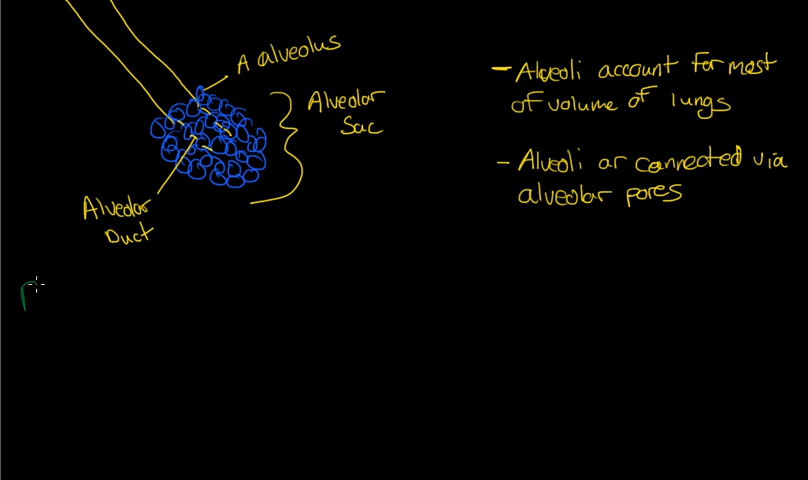 A alveolus
Alveolar
Sac
Alveolar
Duct
- Alveoli account for most
of volume of lungs
- Alveoli ar connected via
alveolar pores